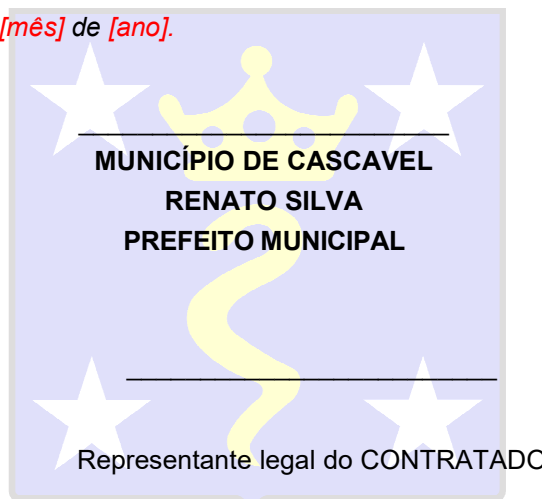 [mês] de [ano].
MUNICÍPIO DE CASCAVEL
RENATO SILVA
PREFEITO MUNICIPAL
Representante legal do CONTRATADO